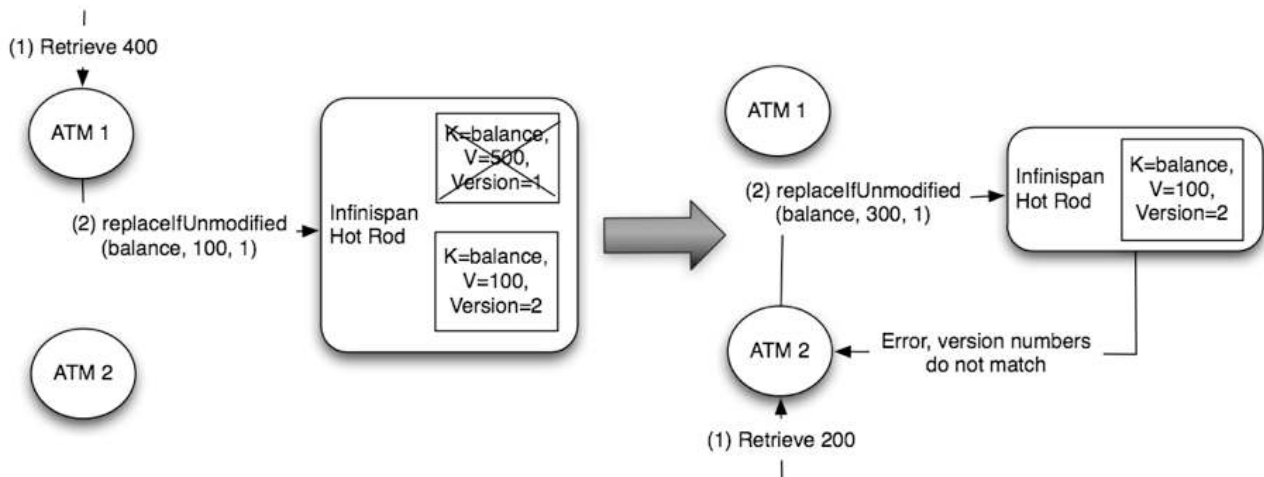 (1) Retrieve 400
ATM 1
(2) replaceIfUnmodified
(balance, 100, 1)
ATM 2
Infinispan
Hot Rod
K=balance,
V=500,
Version=1
K=balance,
V=100,
Version=2
ATM 1
(2) replaceIfUnmodified
(balance, 300, 1)
Infinispan
Hot Rod
K=balance,
V=100,
Version=2
ATM 2
Error, version numbers
do not match
(1) Retrieve 200